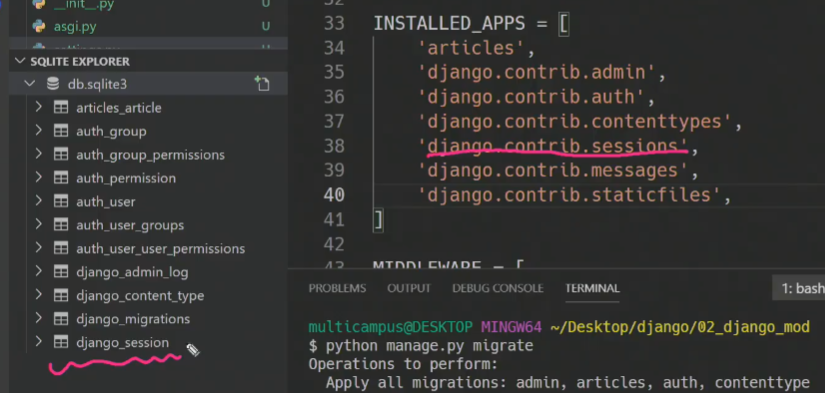 __init__.py U
asgi.py U
SQLITE EXPLORER
db.sqlite3
articles_article
auth_group
auth_group_permissions
auth_permission
auth_user
auth_user_groups
auth_user_user_permissions
django_admin_log
django_content_type
django_migrations
django_session
33 INSTALLED_APPS = [
34 'articles',
35 'django.contrib.admin',
36 'django.contrib.auth',
37 'django.contrib.contenttypes',
38 'django.contrib.sessions',
39 'django.contrib.messages',
40 'django.contrib.staticfiles',
41 ]
42
43 MIDDLEWARE = [
PROBLEMS OUTPUT DEBUG CONSOLE TERMINAL 1: bash
multicampus@DESKTOP MINGW64 ~/Desktop/django/02_django_mod
$ python manage.py migrate
Operations to perform:
Apply all migrations: admin, articles, auth, contenttype